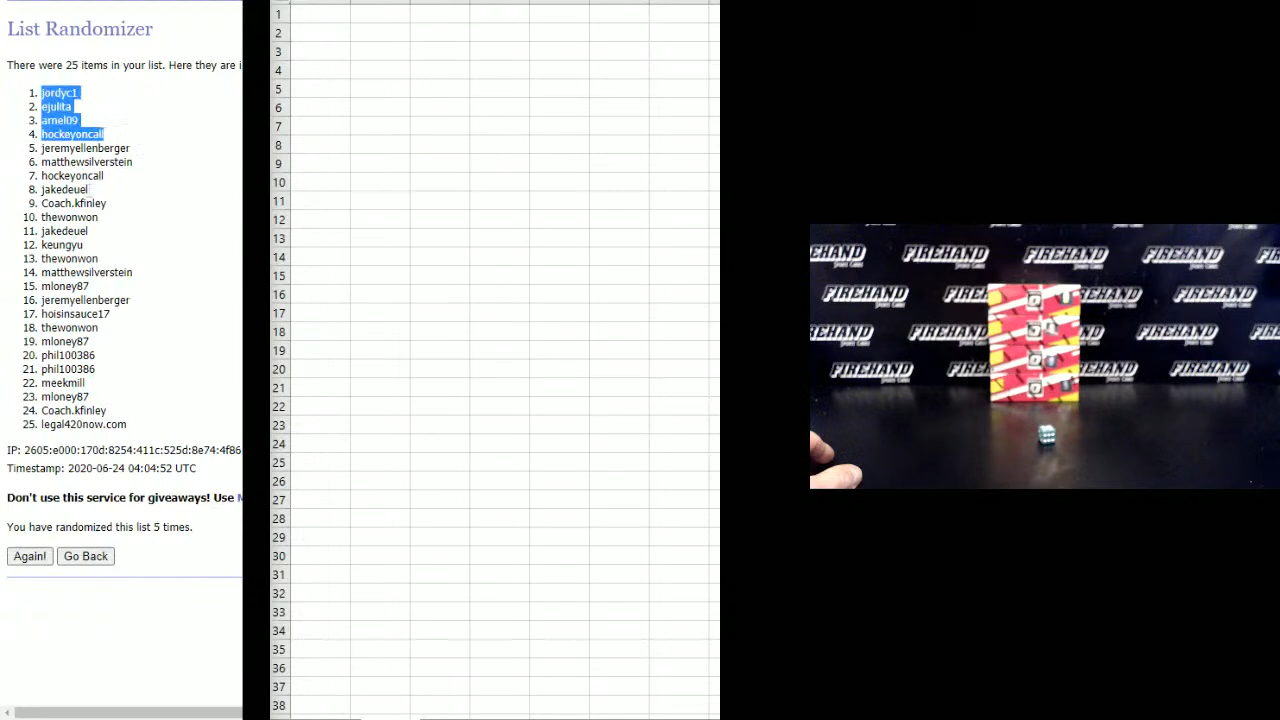 List Randomizer
There were 25 items in your list. Here they are i
1. jordyc1
2. ejulita
3. arnel09
4. hockeyoncall
5. jeremyellenberger
6. matthewsilverstein
7. hockeyoncall
8. jakedeuel
9. Coach.kfinley
10. thewonwon
11. jakedeuel
12. keungyu
13. thewonwon
14. matthewsilverstein
15. mloney87
16. jeremyellenberger
17. hoisinsauce17
18. thewonwon
19. mloney87
20. phil100386
21. phil100386
22. meekmill
23. mloney87
24. Coach.kfinley
25. legal420now.com
IP: 2605:e000:170d:8254:411c:525d:8e74:4f86
Timestamp: 2020-06-24 04:04:52 UTC
Don't use this service for giveaways! Use
You have randomized this list 5 times.
Again! Go Back
1
2
3
4
5
6
7
8
9
10
11
12
13
14
15
16
17
18
19
20
21
22
23
24
25
26
27
28
29
30
31
32
33
34
35
36
37
38
FIREHAND FIREHAND FIREHAND FIREHAND
FIREHAND FIREHAND
FIREHAND FIREHAND
FIREHAND FIREHAND FIREHAND